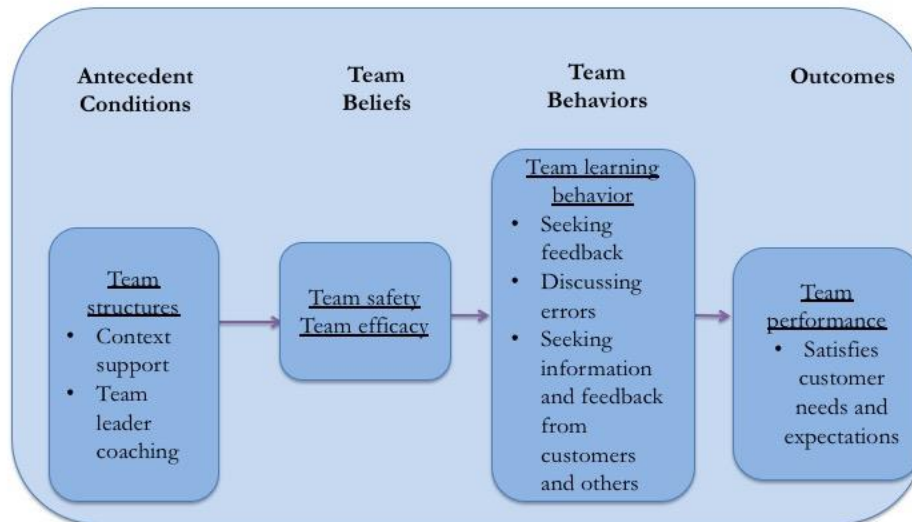 Antecedent
Conditions
Team
Beliefs
Team
Behaviors
Outcomes
Team
structures
• Context
support
• Team
leader
coaching
Team safety
Team efficacy
Team learning
behavior
• Seeking
feedback
• Discussing
errors
• Seeking
information
and feedback
from
customers
and others
Team
performance
• Satisfies
customer
needs and
expectations